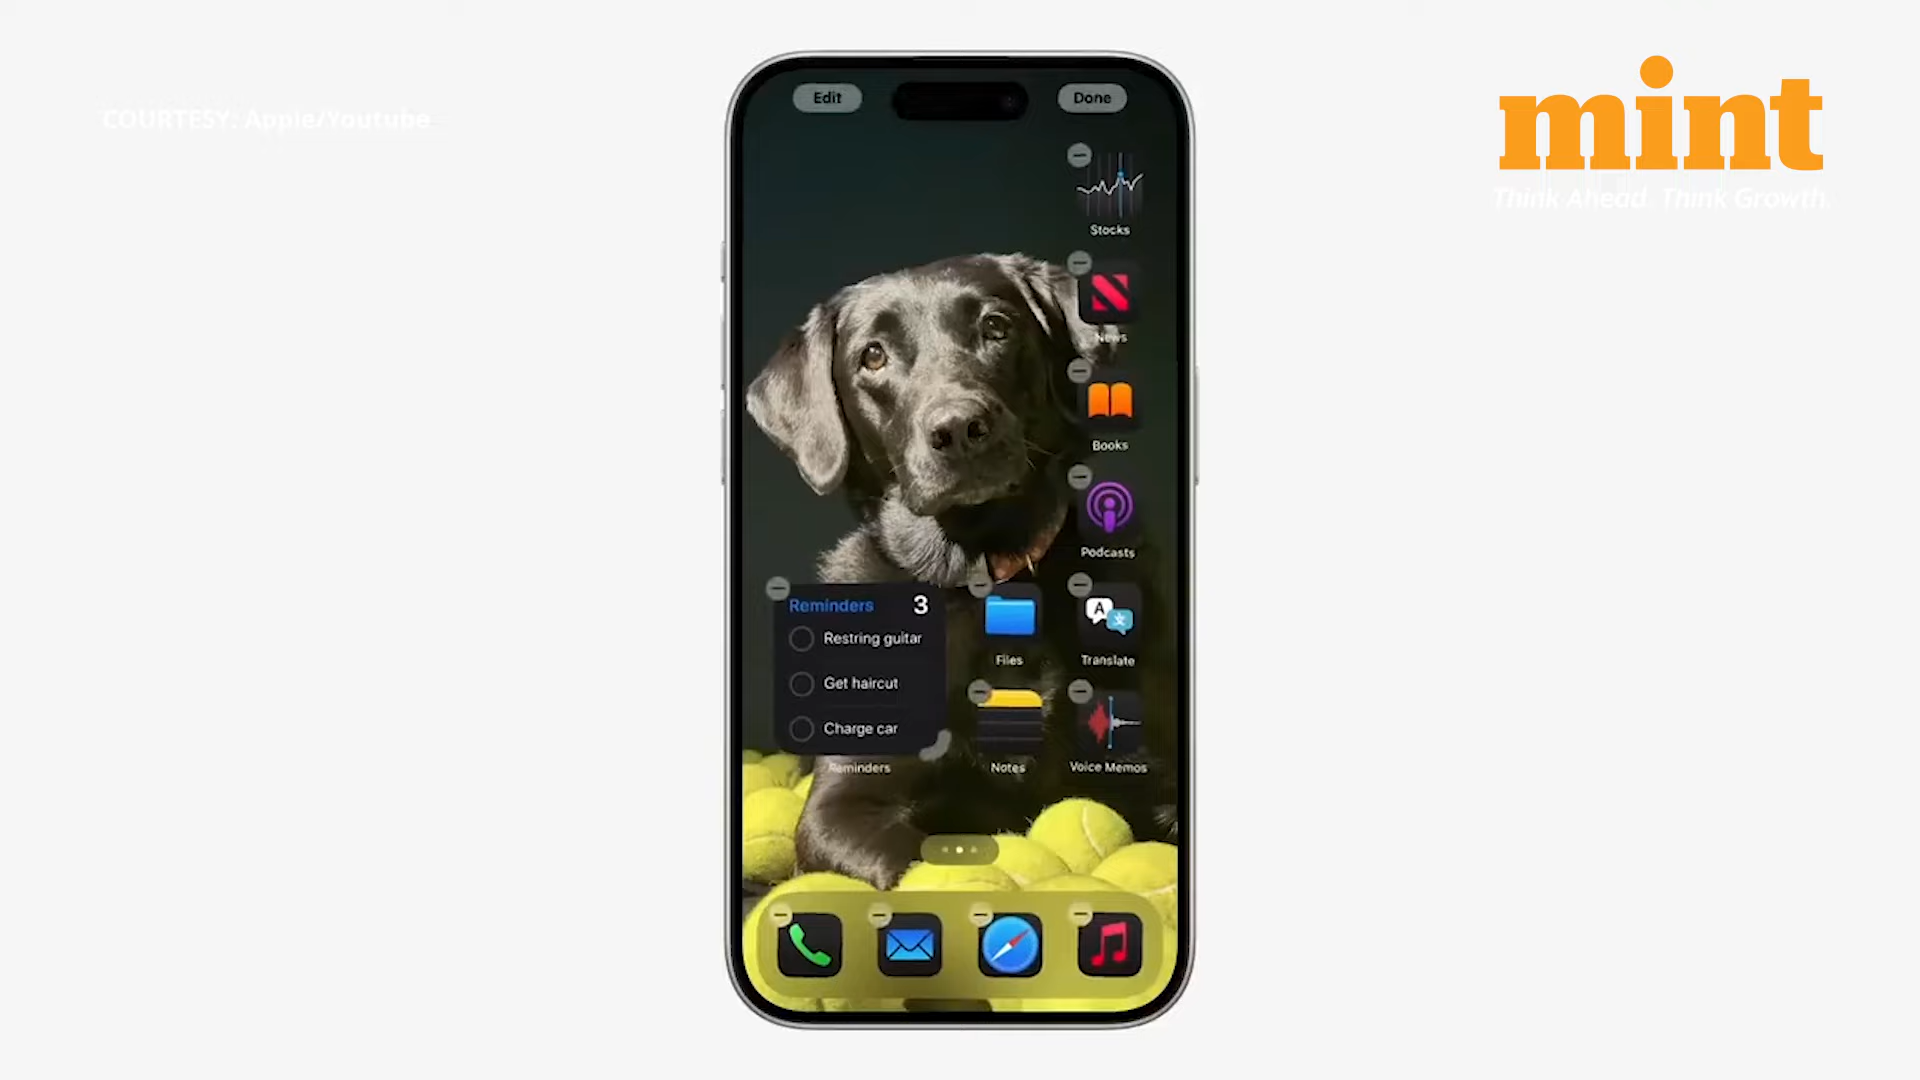 COURTESY: Apple/Youtube
mint
Think Ahead. Think Growth.
Edit
Done
Stocks
News
Books
Podcasts
Reminders 3
Restring guitar
Get haircut
Charge car
Reminders
Files
A
文
Translate
Notes
Voice Memos